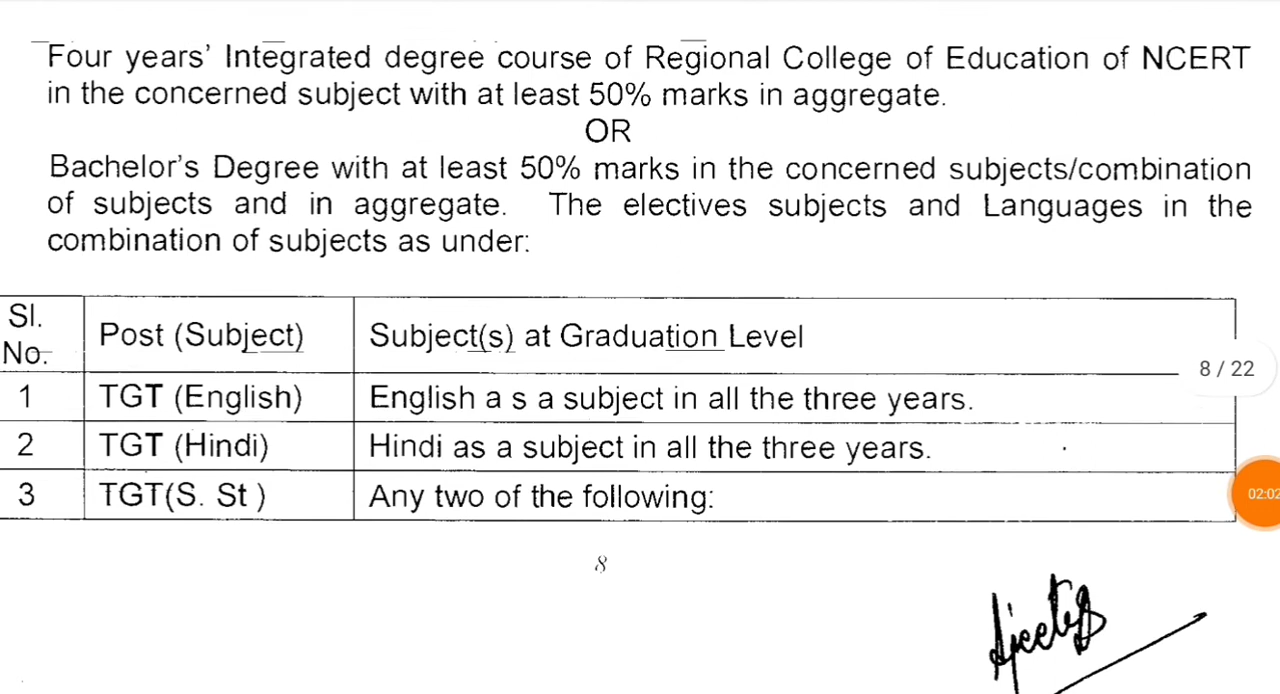 Four years' Integrated degree course of Regional College of Education of NCERT
in the concerned subject with at least 50% marks in aggregate.
OR
Bachelor's Degree with at least 50% marks in the concerned subjects/combination
of subjects and in aggregate. The electives subjects and Languages in the
combination of subjects as under:
Sl. No. Post (Subject) Subject(s) at Graduation Level
8 / 22
1 TGT (English) English a s a subject in all the three years.
2 TGT (Hindi) Hindi as a subject in all the three years.
3 TGT(S. St ) Any two of the following:
02:02
8